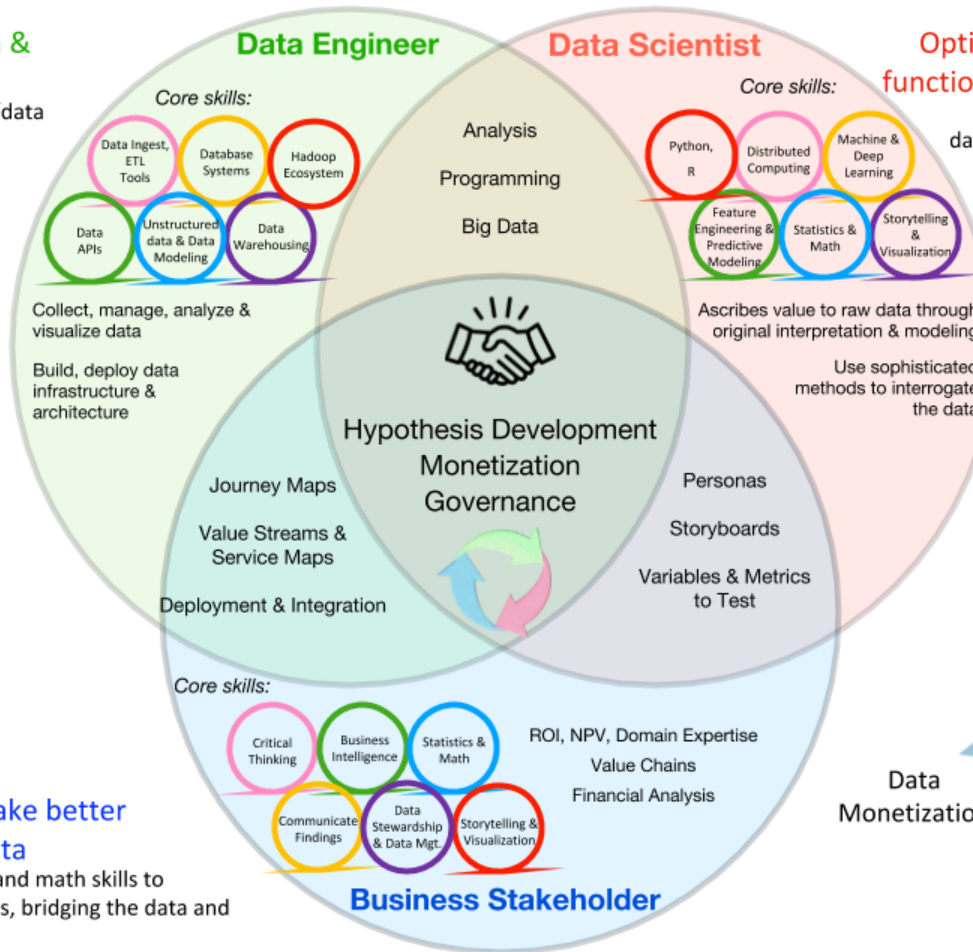 &
data
Data Engineer
Core skills:
Data Ingest,
ETL
Tools
Database
Systems
Hadoop
Ecosystem
Data
APIs
Unstructured
data & Data
Modeling
Data
Warehousing
Collect, manage, analyze &
visualize data
Build, deploy data
infrastructure &
architecture
Analysis
Programming
Big Data
Data Scientist
Opti
functio
da
Core skills:
Python,
R
Distributed
Computing
Machine &
Deep
Learning
Feature
Engineering &
Predictive
Modeling
Statistics &
Math
Storytelling
&
Visualization
Ascribes value to raw data through
original interpretation & modeling
Use sophisticated
methods to interrogate
the data
Hypothesis Development
Monetization
Governance
Journey Maps
Value Streams &
Service Maps
Deployment & Integration
Personas
Storyboards
Variables & Metrics
to Test
Core skills:
Critical
Thinking
Business
Intelligence
Statistics &
Math
Communicate
Findings
Data
Stewardship
& Data Mgt.
Storytelling &
Visualization
ROI, NPV, Domain Expertise
Value Chains
Financial Analysis
Business Stakeholder
ake better
ta
and math skills to
s, bridging the data and
Data
Monetizatio